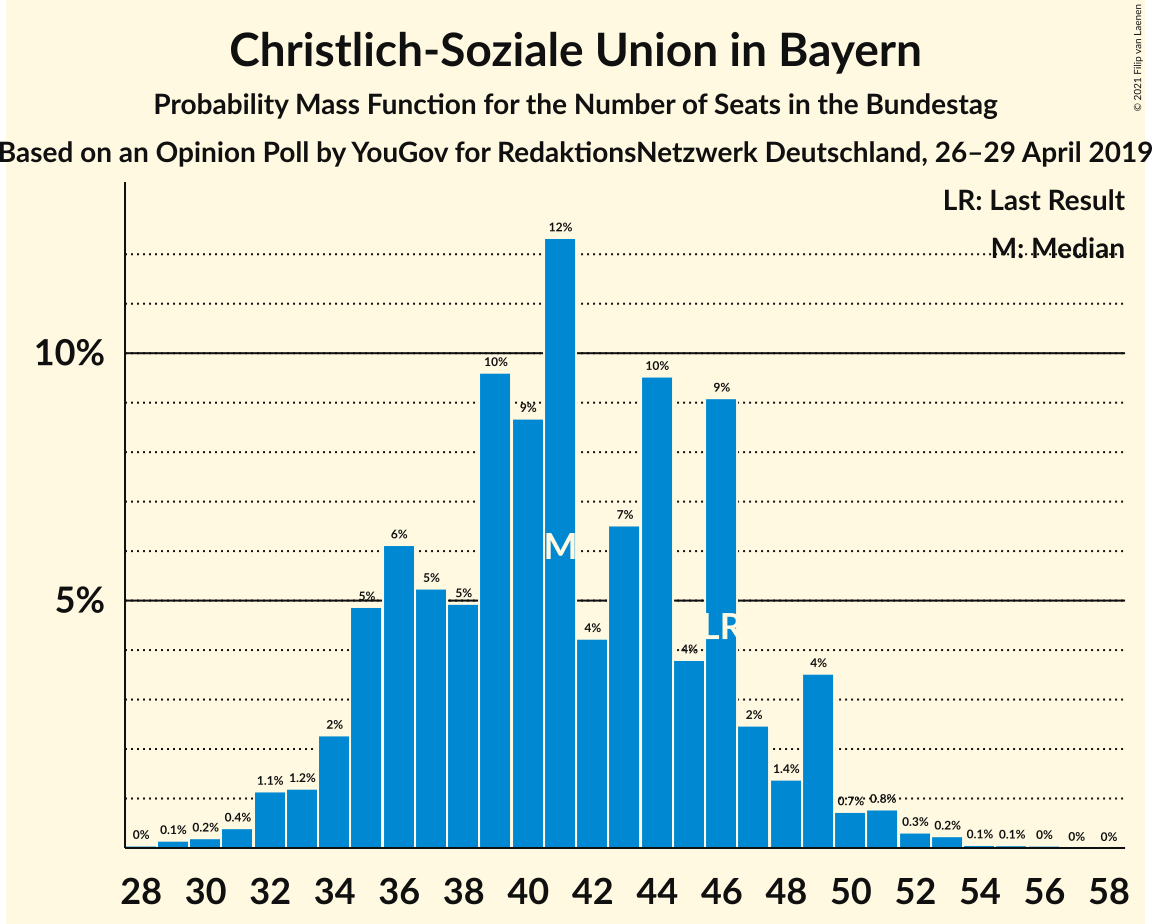 Christlich-Soziale Union in Bayern
© 2021 Filip van Laenen
Probability Mass Function for the Number of Seats in the Bundestag
Based on an Opinion Poll by YouGov for RedaktionsNetzwerk Deutschland, 26–29 April 2019
LR: Last Result
M: Median
10%
5%
0% 0.1% 0.2% 0.4% 1.1% 1.2% 2% 5% 6% 5% 5% 10% 9% 12% 4% 7% 10% 4% 9% 2% 1.4% 4% 0.7% 0.8% 0.3% 0.2% 0.1% 0.1% 0% 0% 0%
M
LR
28 30 32 34 36 38 40 42 44 46 48 50 52 54 56 58